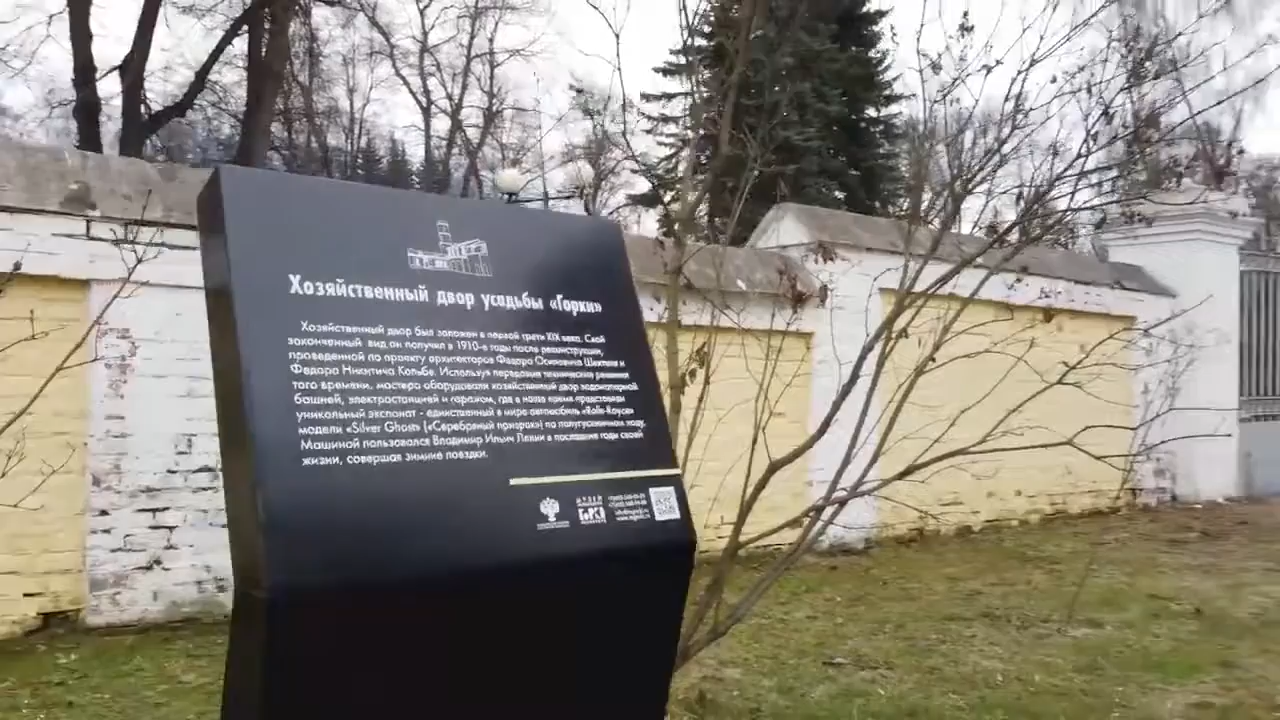 Хозяйственный двор усадьбы «Горки»
Хозяйственный двор был заложен в первой трети XIX века. Свой
законченный вид он получил в 1910-е годы после реконструкции,
проведённой по проекту архитекторов Федора Осиповича Шехтеля и
Федора Никитича Кольбе. Используя передовые технические решения
того времени, мастера оборудовали хозяйственный двор водонапорной
башней, электростанцией и гаражом, где в наше время представлен
уникальный экспонат - единственный в мире автомобиль «Rolls-Royce»
модели «Silver Ghost» («Серебряный призрак») на полугусеничном ходу.
Машиной пользовался Владимир Ильич Ленин в последние годы своей
жизни, совершая зимние поездки.
МУЗЕЙ